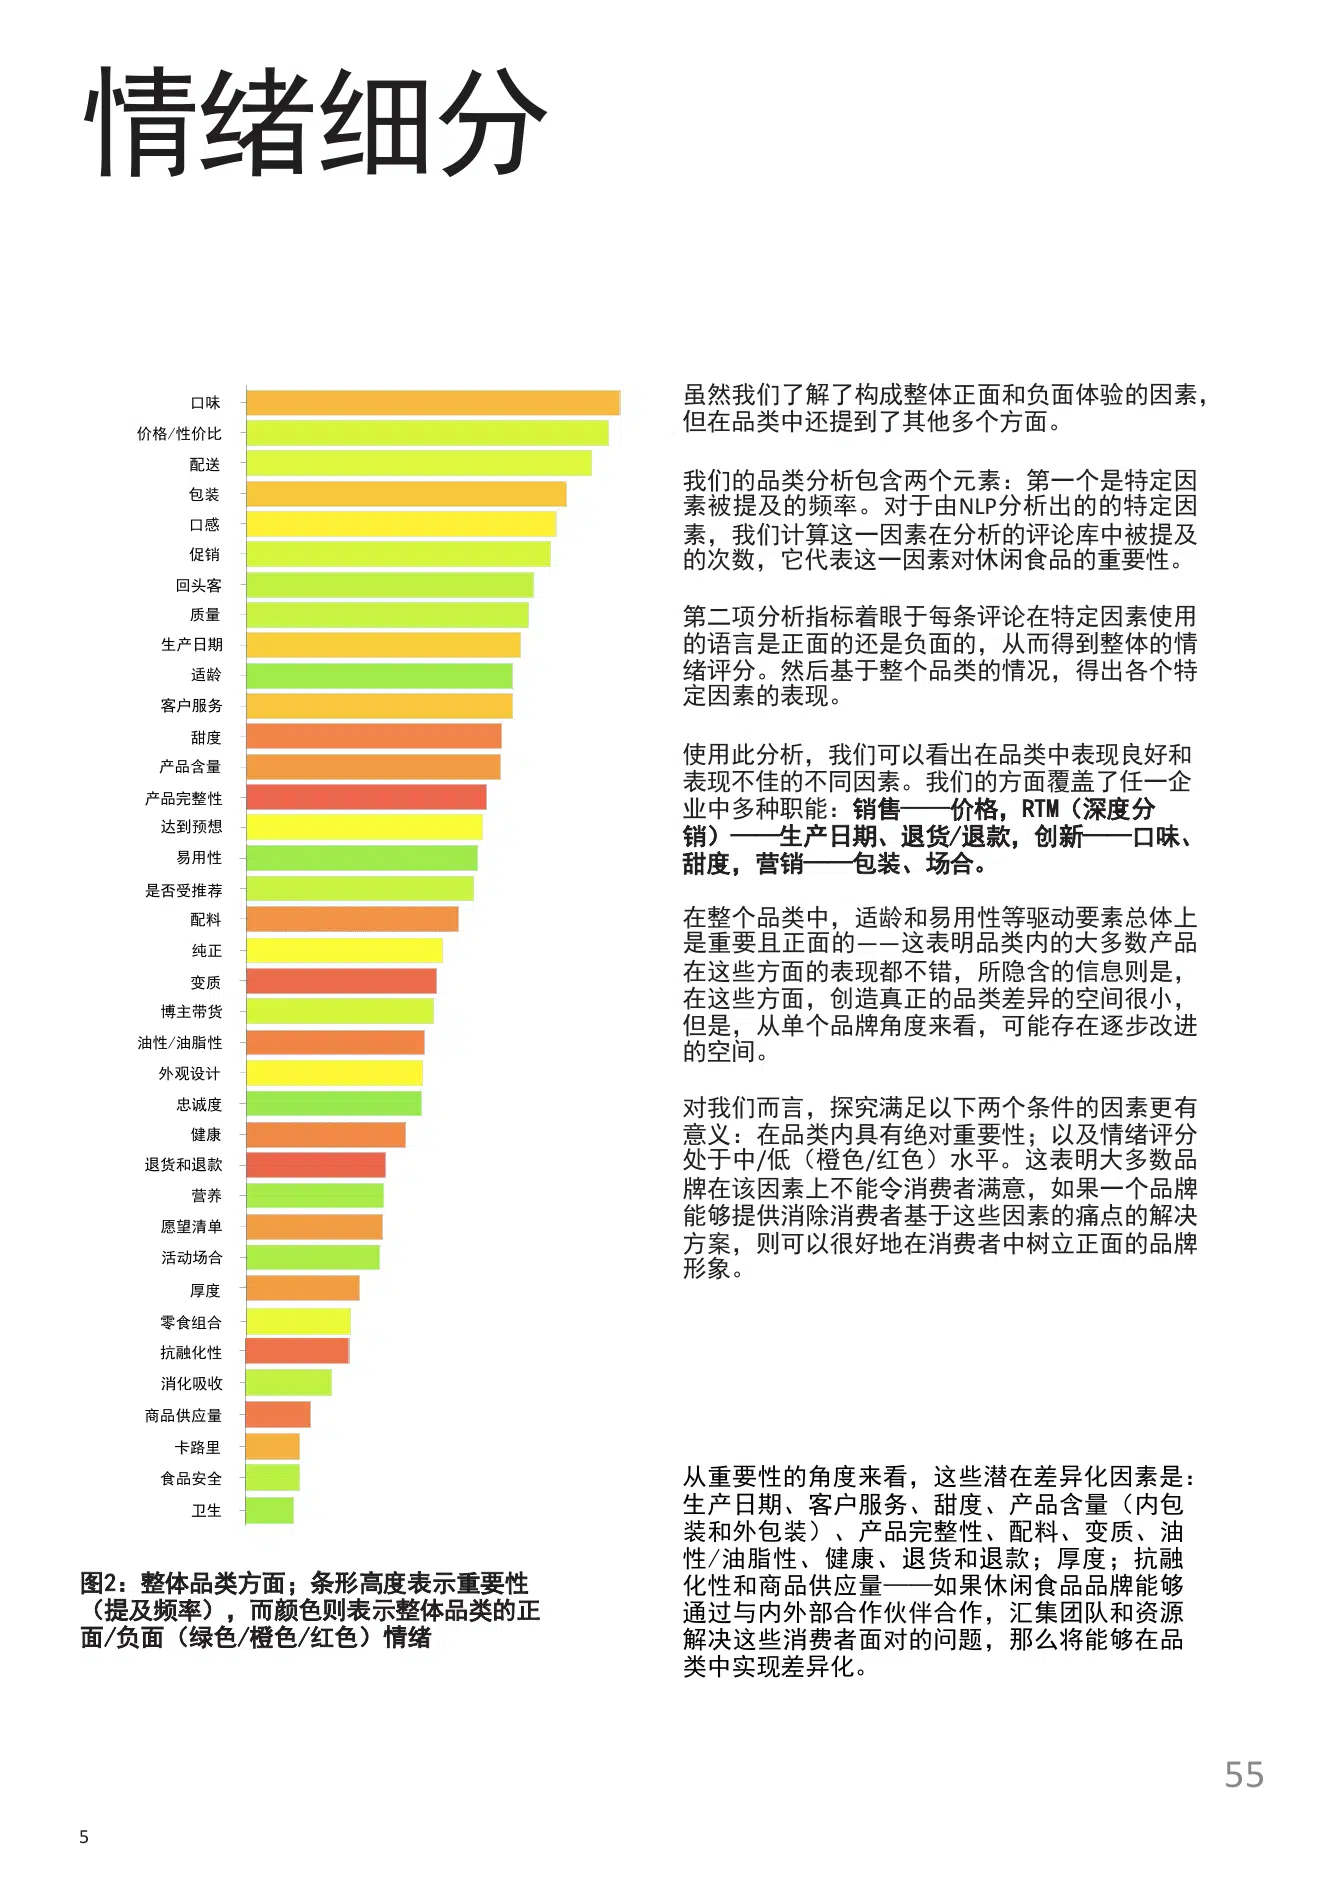 情绪细分
口味
价格/性价比
配送
包装
口感
促销
回头客
质量
生产日期
适龄
客户服务
甜度
产品含量
产品完整性
达到预想
易用性
是否受推荐
配料
纯正
变质
博主带货
油性/油脂性
外观设计
忠诚度
健康
退货和退款
营养
愿望清单
活动场合
厚度
零食组合
抗融化性
消化吸收
商品供应量
卡路里
食品安全
卫生
图2：整体品类方面；条形高度表示重要性
（提及频率），而颜色则表示整体品类的正
面/负面（绿色/橙色/红色）情绪
虽然我们了解了构成整体正面和负面体验的因素，
但在品类中还提到了其他多个方面。
我们的品类分析包含两个元素：第一个是特定因
素被提及的频率。对于由NLP分析出的的特定因
素，我们计算这一因素在分析的评论库中被提及
的次数，它代表这一因素对休闲食品的重要性。
第二项分析指标着眼于每条评论在特定因素使用
的语言是正面的还是负面的，从而得到整体的情
绪评分。然后基于整个品类的情况，得出各个特
定因素的表现。
使用此分析，我们可以看出在品类中表现良好和
表现不佳的不同因素。我们的方面覆盖了任一企
业中多种职能：销售——价格，RTM（深度分
销）——生产日期、退货/退款，创新——口味、
甜度，营销——包装、场合。
在整个品类中，适龄和易用性等驱动要素总体上
是重要且正面的——这表明品类内的大多数产品
在这些方面的表现都不错，所隐含的信息则是，
在这些方面，创造真正的品类差异的空间很小，
但是，从单个品牌角度来看，可能存在逐步改进
的空间。
对我们而言，探究满足以下两个条件的因素更有
意义：在品类内具有绝对重要性；以及情绪评分
处于中/低（橙色/红色）水平。这表明大多数品
牌在该因素上不能令消费者满意，如果一个品牌
能够提供消除消费者基于这些因素的痛点的解决
方案，则可以很好地在消费者中树立正面的品牌
形象。
从重要性的角度来看，这些潜在差异化因素是：
生产日期、客户服务、甜度、产品含量（内包
装和外包装）、产品完整性、配料、变质、油
性/油脂性、健康、退货和退款；厚度；抗融
化性和商品供应量——如果休闲食品品牌能够
通过与内外部合作伙伴合作，汇集团队和资源
解决这些消费者面对的问题，那么将能够在品
类中实现差异化。
55
5